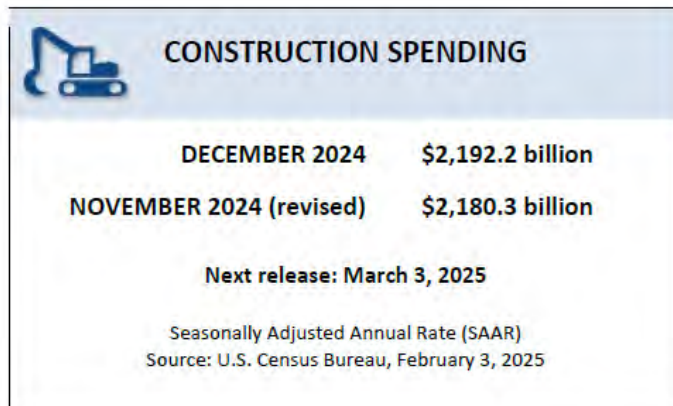 CONSTRUCTION SPENDING
DECEMBER 2024 $2,192.2 billion
NOVEMBER 2024 (revised) $2,180.3 billion
Next release: March 3, 2025
Seasonally Adjusted Annual Rate (SAAR)
Source: U.S. Census Bureau, February 3, 2025